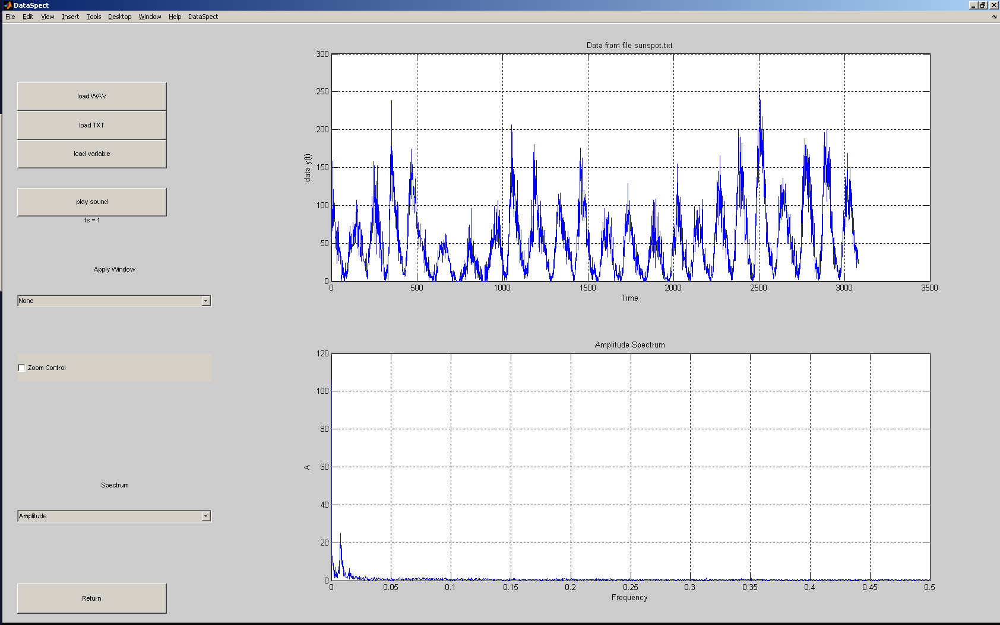 DataSpect
File Edit View Insert Tools Desktop Window Help DataSpect
load WAV
load TXT
load variable
play sound
fs = 1
Apply Window
None
Zoom Control
Spectrum
Amplitude
Return
Data from file sunspot.txt
300
250
200
150
100
50
0
data y(t)
0 500 1000 1500 2000 2500 3000 3500
Time
Amplitude Spectrum
120
100
80
60
40
20
0
A
0 0.05 0.1 0.15 0.2 0.25 0.3 0.35 0.4 0.45 0.5
Frequency